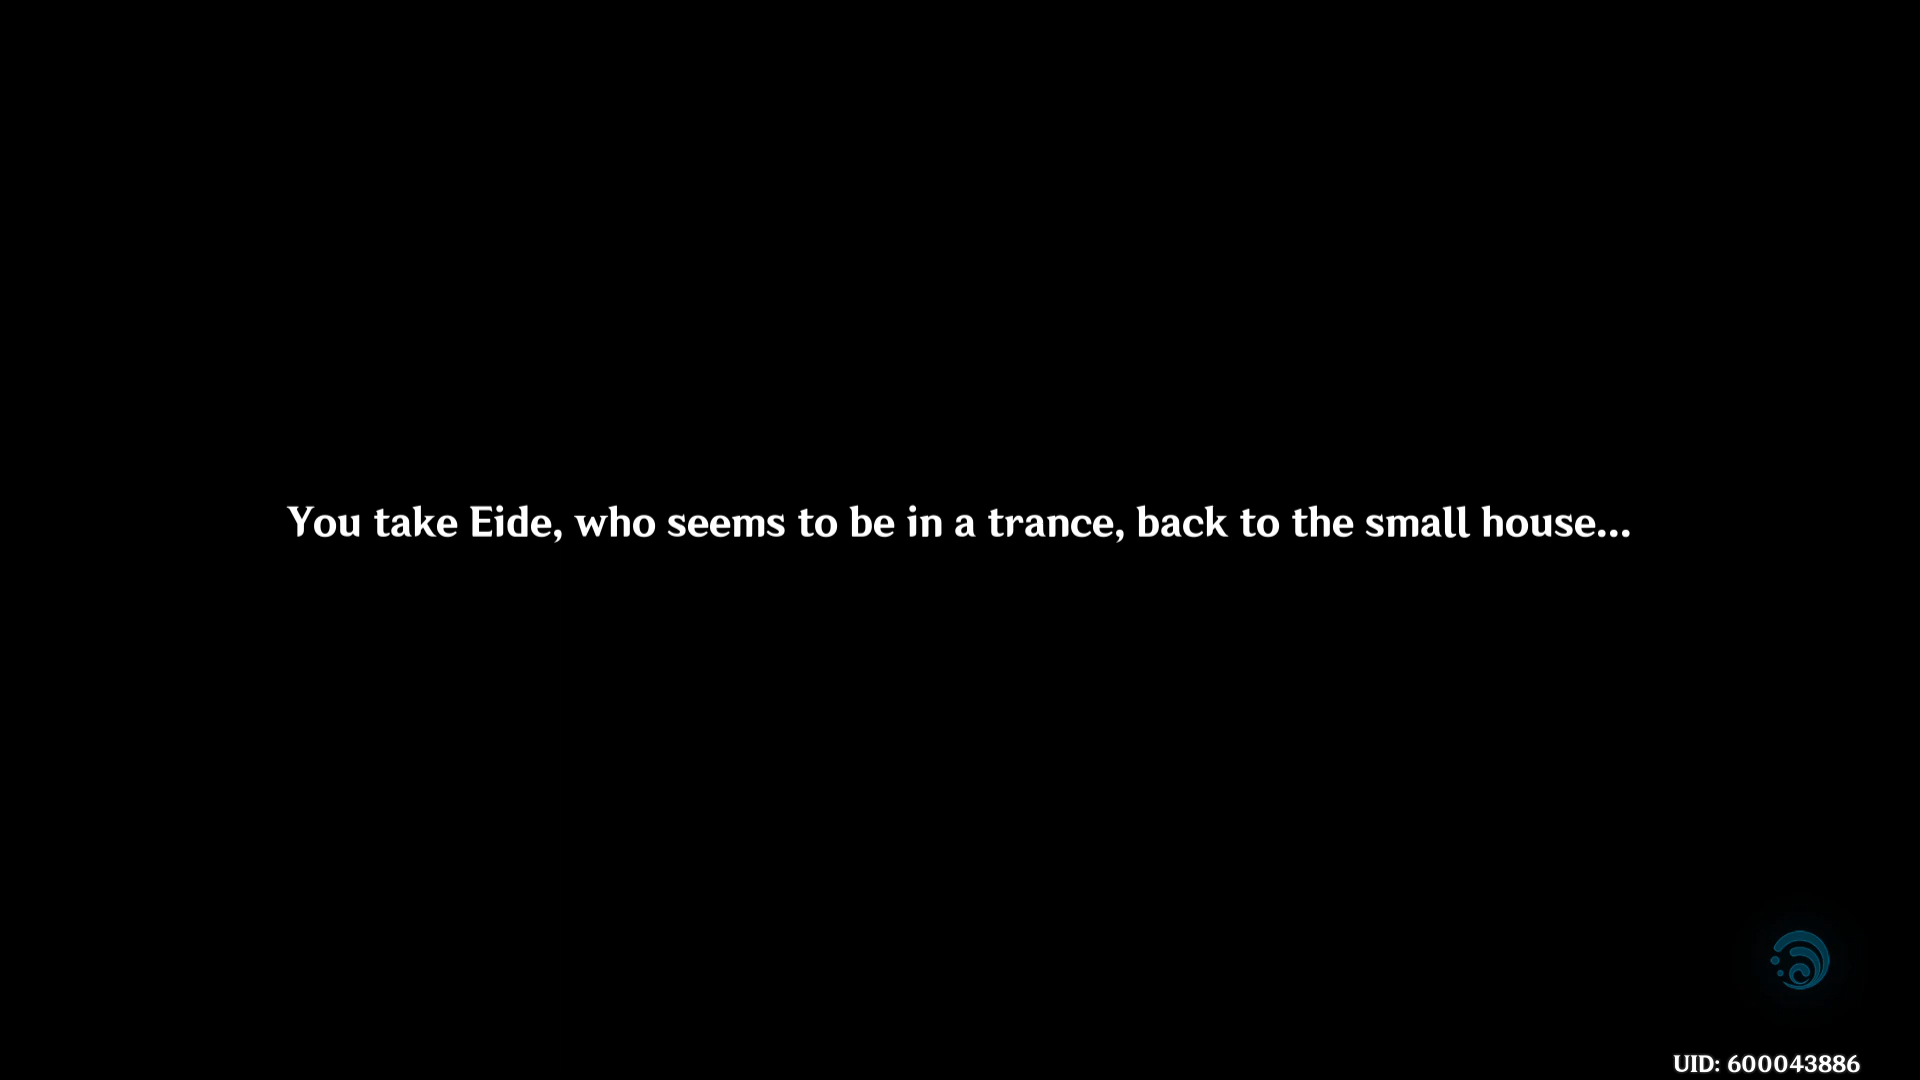 You take Eide, who seems to be in a trance, back to the small house...
UID: 600043886